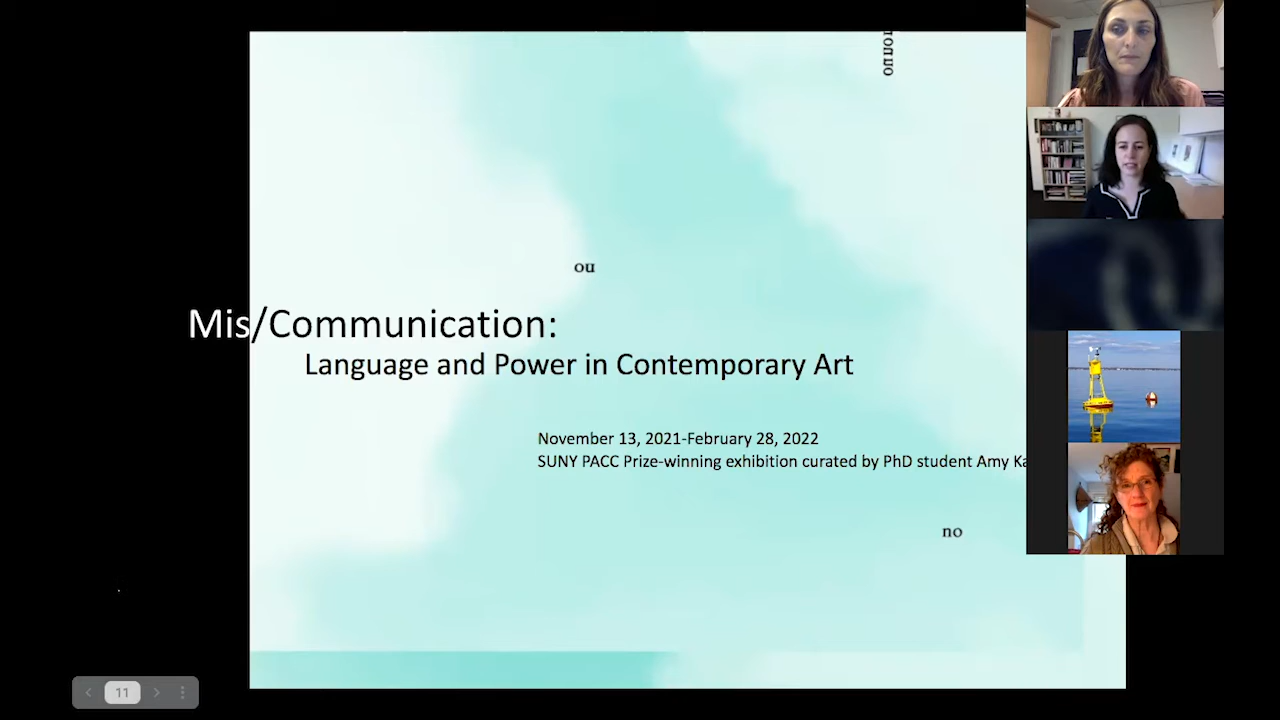 ou
Mis/Communication:
Language and Power in Contemporary Art
November 13, 2021-February 28, 2022
SUNY PACC Prize-winning exhibition curated by PhD student Amy
no
11